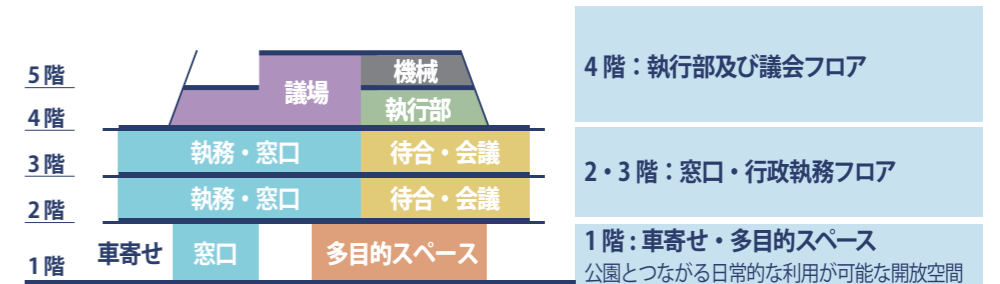 5階
機械
議場
4階
執行部
3階
執務・窓口
待合・会議
2階
執務・窓口
待合・会議
1階
車寄せ
窓口
多目的スペース
4階：執行部及び議会フロア
2・3階：窓口・行政執務フロア
1階：車寄せ・多目的スペース
公園とつながる日常的な利用が可能な開放空間